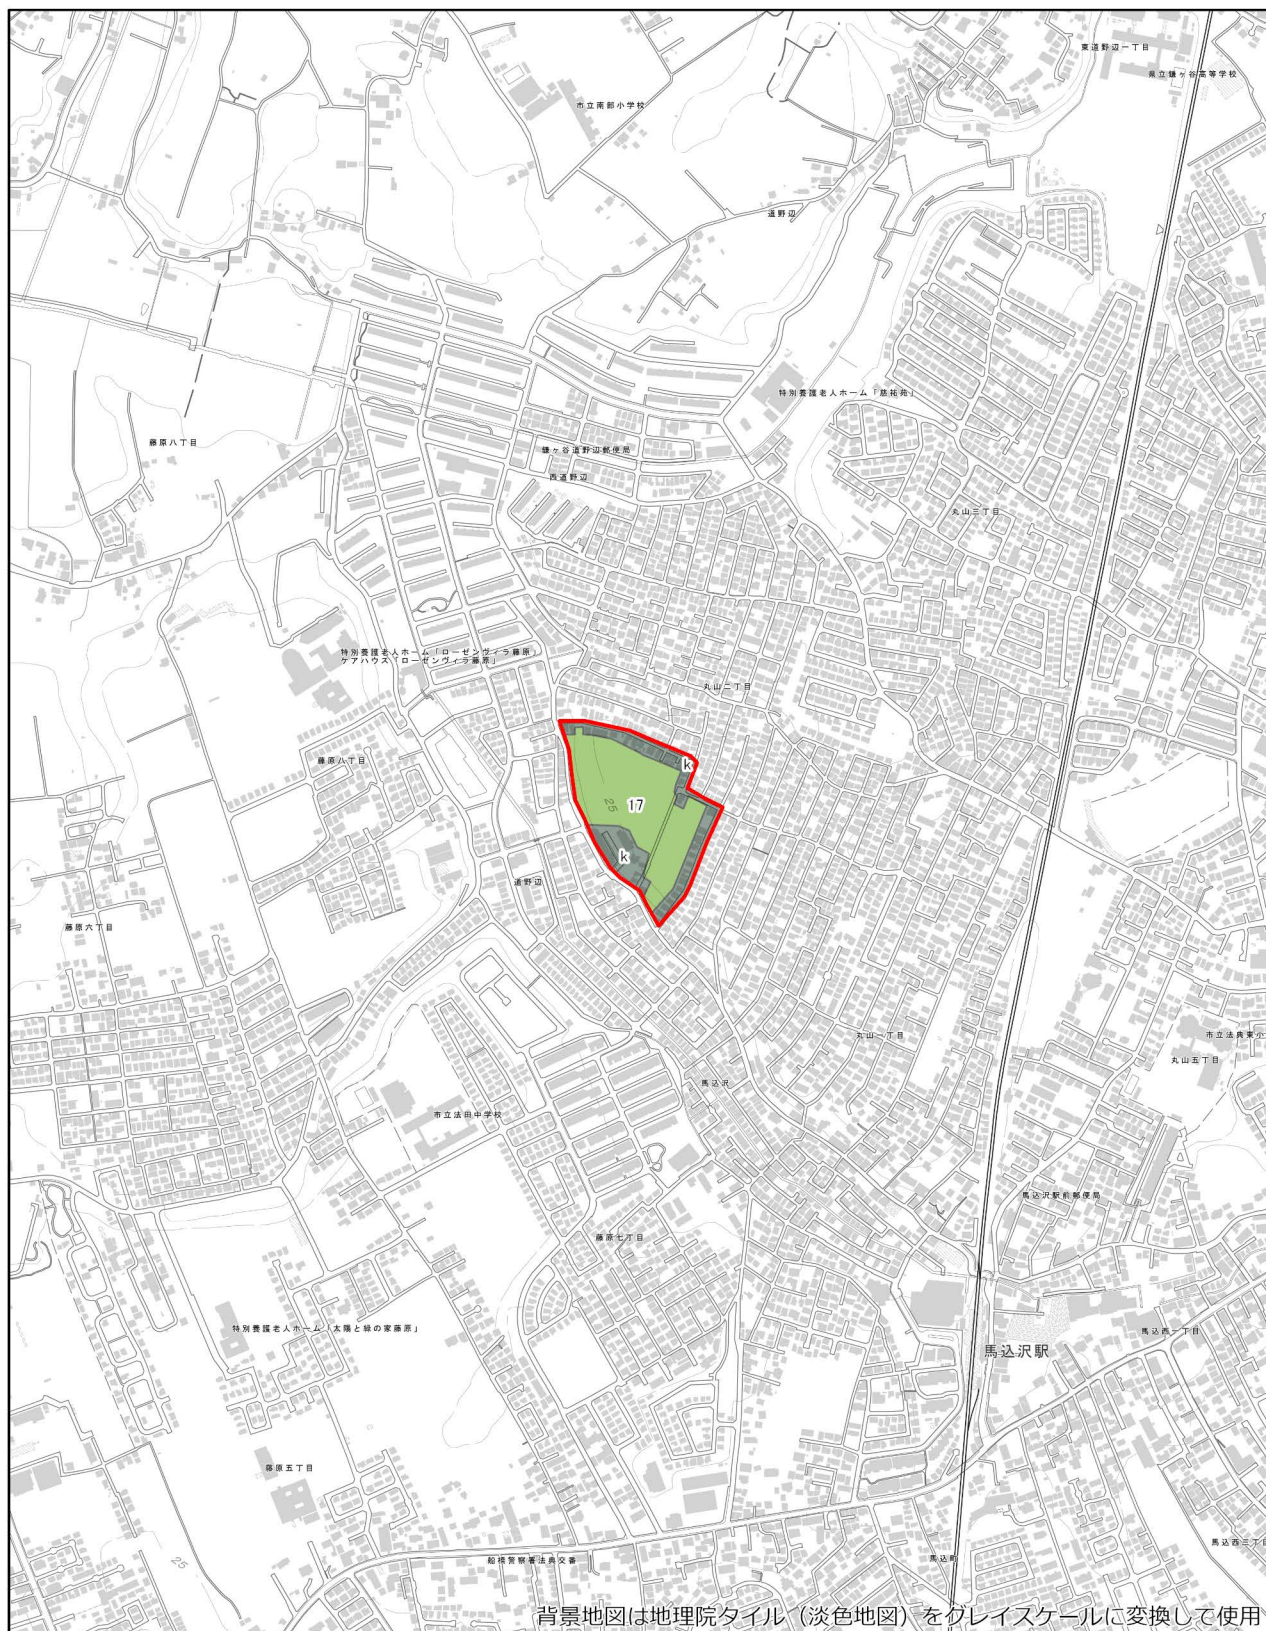 東道野辺一丁目
県立鎌ヶ谷高等学校
市立南部小学校
道野辺
特別養護老人ホーム「慈祐苑」
藤原八丁目
鎌ヶ谷道野辺郵便局
西道野辺
丸山三丁目
特別養護老人ホーム「ローゼンヴィラ藤原」
ケアハウス「ローゼンヴィラ藤原」
丸山二丁目
藤原八丁目
k
25
17
k
道野辺
藤原六丁目
丸山一丁目
市立法典東小
丸山五丁目
馬込沢
市立法田中学校
馬込沢駅前郵便局
藤原七丁目
特別養護老人ホーム「太陽と緑の家藤原」
馬込西一丁目
馬込沢駅
藤原五丁目
馬込西三丁目
25
船橋警察署法典交番
馬込町
背景地図は地理院タイル（淡色地図）をグレイスケールに変換して使用